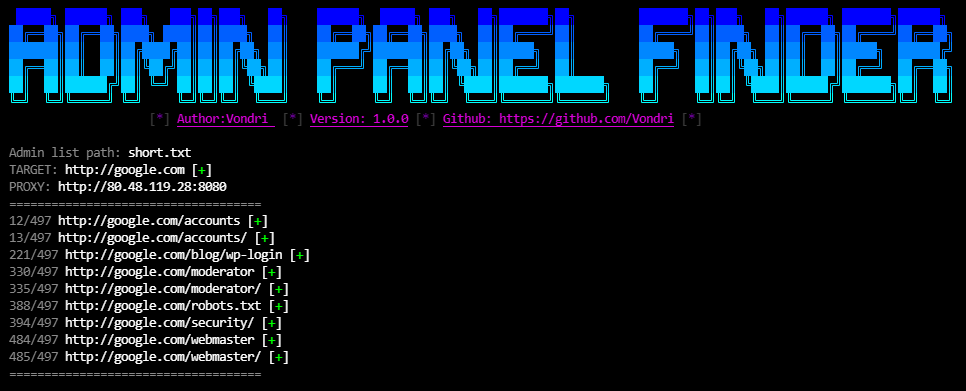 ADMIN PANEL FINDER
[*] Author:Vondri [*] Version: 1.0.0 [*] Github: https://github.com/Vondri [*]
Admin list path: short.txt
TARGET: http://google.com [+]
PROXY: http://80.48.119.28:8080
====================================
12/497 http://google.com/accounts [+]
13/497 http://google.com/accounts/ [+]
221/497 http://google.com/blog/wp-login [+]
330/497 http://google.com/moderator [+]
335/497 http://google.com/moderator/ [+]
388/497 http://google.com/robots.txt [+]
394/497 http://google.com/security/ [+]
484/497 http://google.com/webmaster [+]
485/497 http://google.com/webmaster/ [+]
====================================